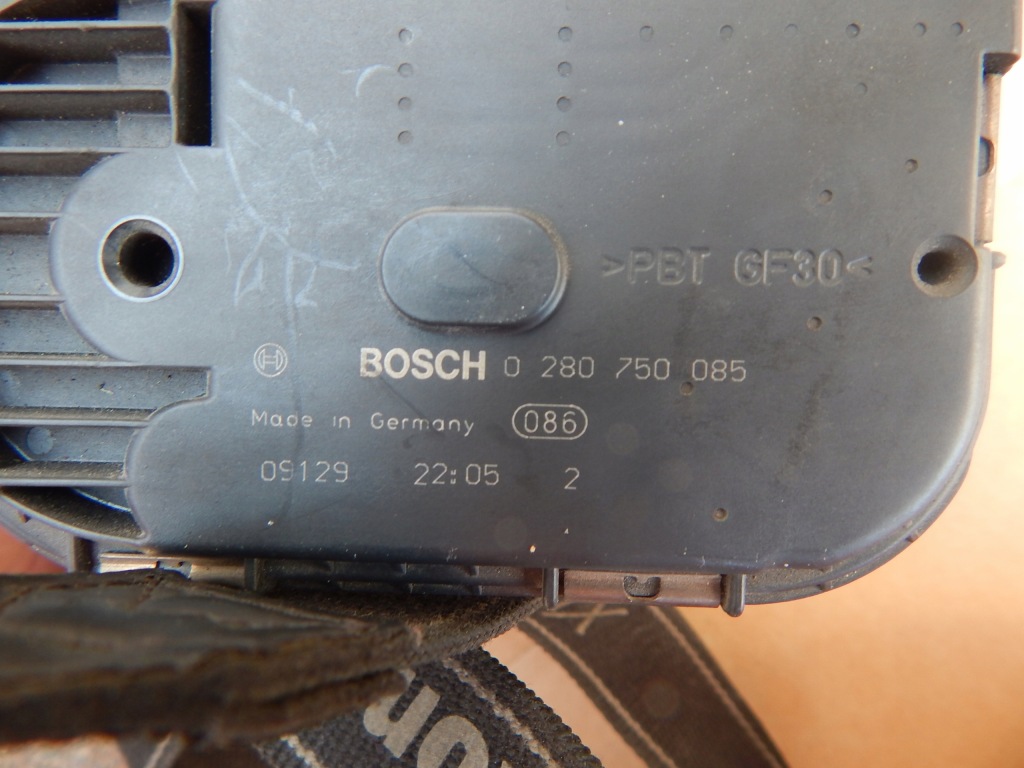 >PBT GF30<
BOSCH 0 280 750 085
Made in Germany 086
09129 22:05 2